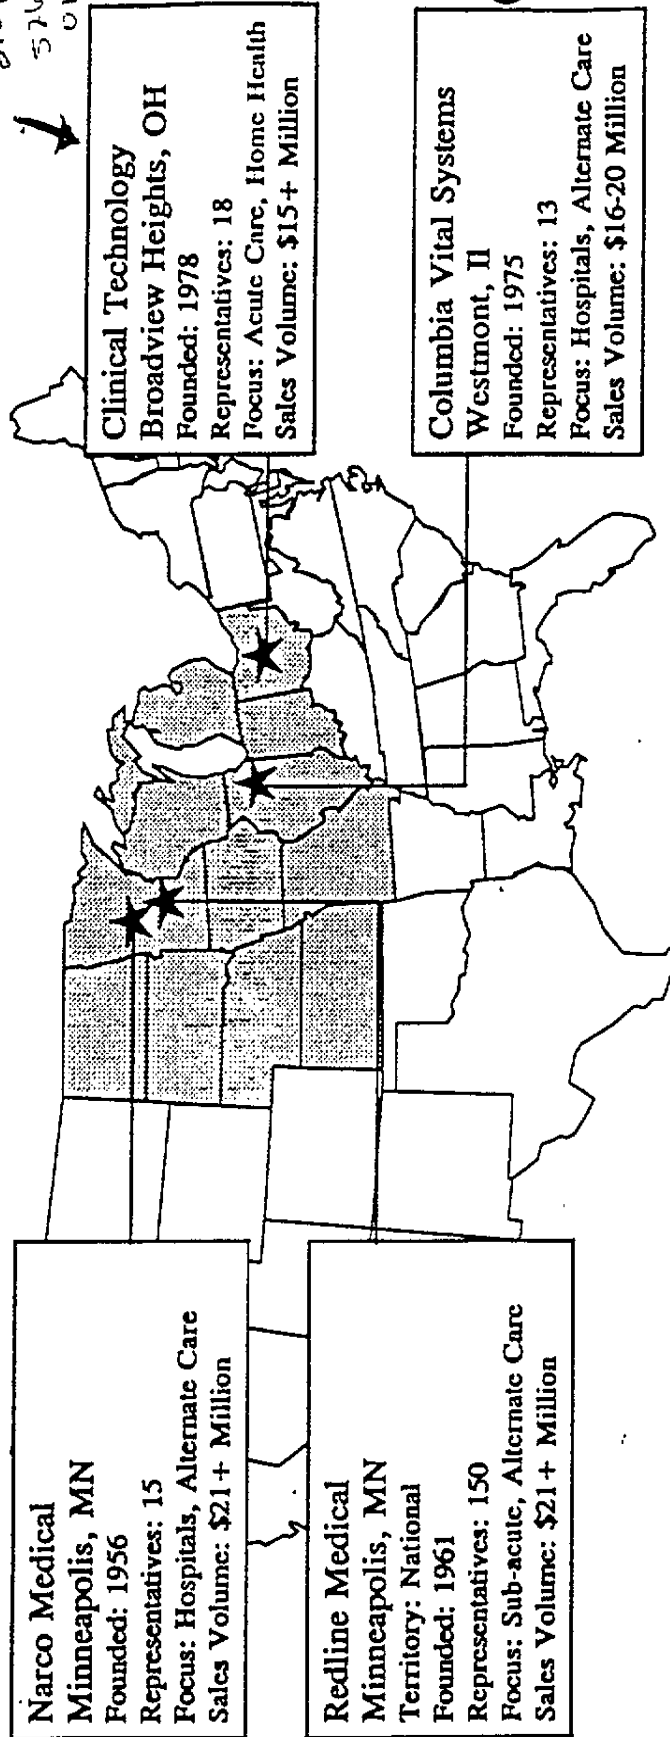 Narco Medical
Minneapolis, MN
Founded: 1956
Representatives: 15
Focus: Hospitals, Alternate Care
Sales Volume: $21+ Million
Redline Medical
Minneapolis, MN
Territory: National
Founded: 1961
Representatives: 150
Focus: Sub-acute, Alternate Care
Sales Volume: $21+ Million
Clinical Technology
Broadview Heights, OH
Founded: 1978
Representatives: 18
Focus: Acute Care, Home Health
Sales Volume: $15+ Million
Columbia Vital Systems
Westmont, Il
Founded: 1975
Representatives: 13
Focus: Hospitals, Alternate Care
Sales Volume: $16-20 Million